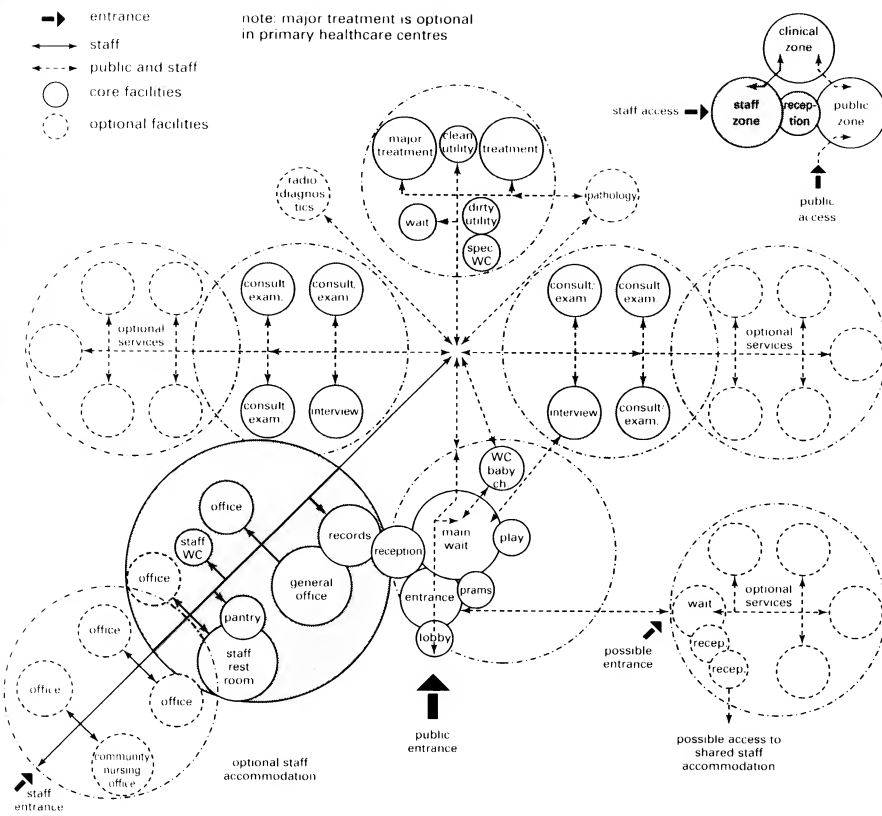 entrance
staff
public and staff
core facilities
optional facilities
note: major treatment is optional
in primary healthcare centres
clinical
zone
staff access
staff
zone
recep-
tion
public
zone
public
access
major
treatment
clean
utility
treatment
radio
diagnos
tics
pathology
wait
dirty
utility
spec
WC
optional
services
consult
exam.
consult.
exam
consult
exam.
interview
consult/
exam
consult
exam.
interview
consult/
exam.
optional
services
office
staff
WC
records
reception
general
office
pantry
staff
rest
room
WC
baby
ch
main
wait
play
entrance
prams
lobby
public
entrance
office
office
office
office
community
nursing
office
staff
entrance
optional staff
accommodation
possible
entrance
wait
recep.
recep.
optional
services
possible access to
shared staff
accommodation